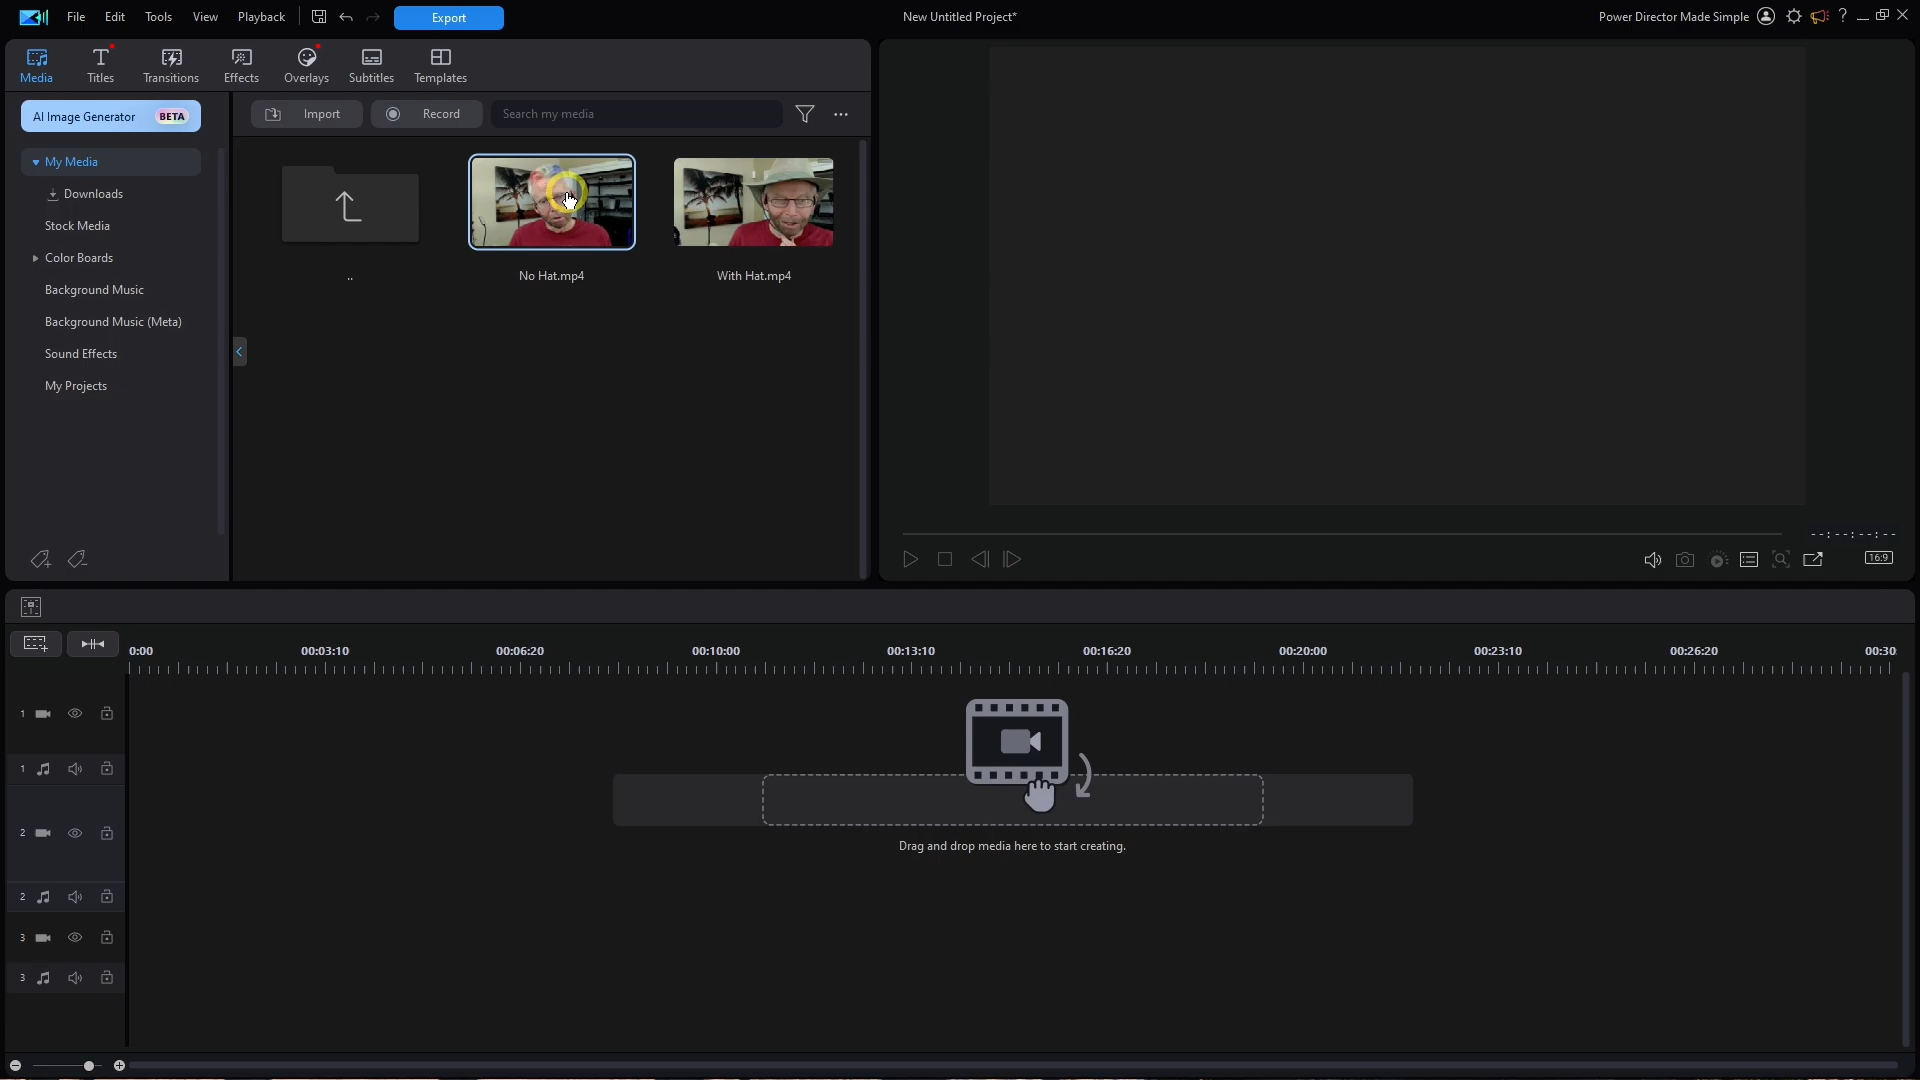 File Edit Tools View Playback Export New Untitled Project* Power Director Made Simple
Media Titles Transitions Effects Overlays Subtitles Templates
AI Image Generator BETA
Import Record Search my media
My Media
Downloads
Stock Media
Color Boards
Background Music
Background Music (Meta)
Sound Effects
My Projects
.. No Hat.mp4 With Hat.mp4
--:--:--:--
16:9
0:00 00:03:10 00:06:20 00:10:00 00:13:10 00:16:20 00:20:00 00:23:10 00:26:20 00:30
1
1
2
Drag and drop media here to start creating.
2
3
3